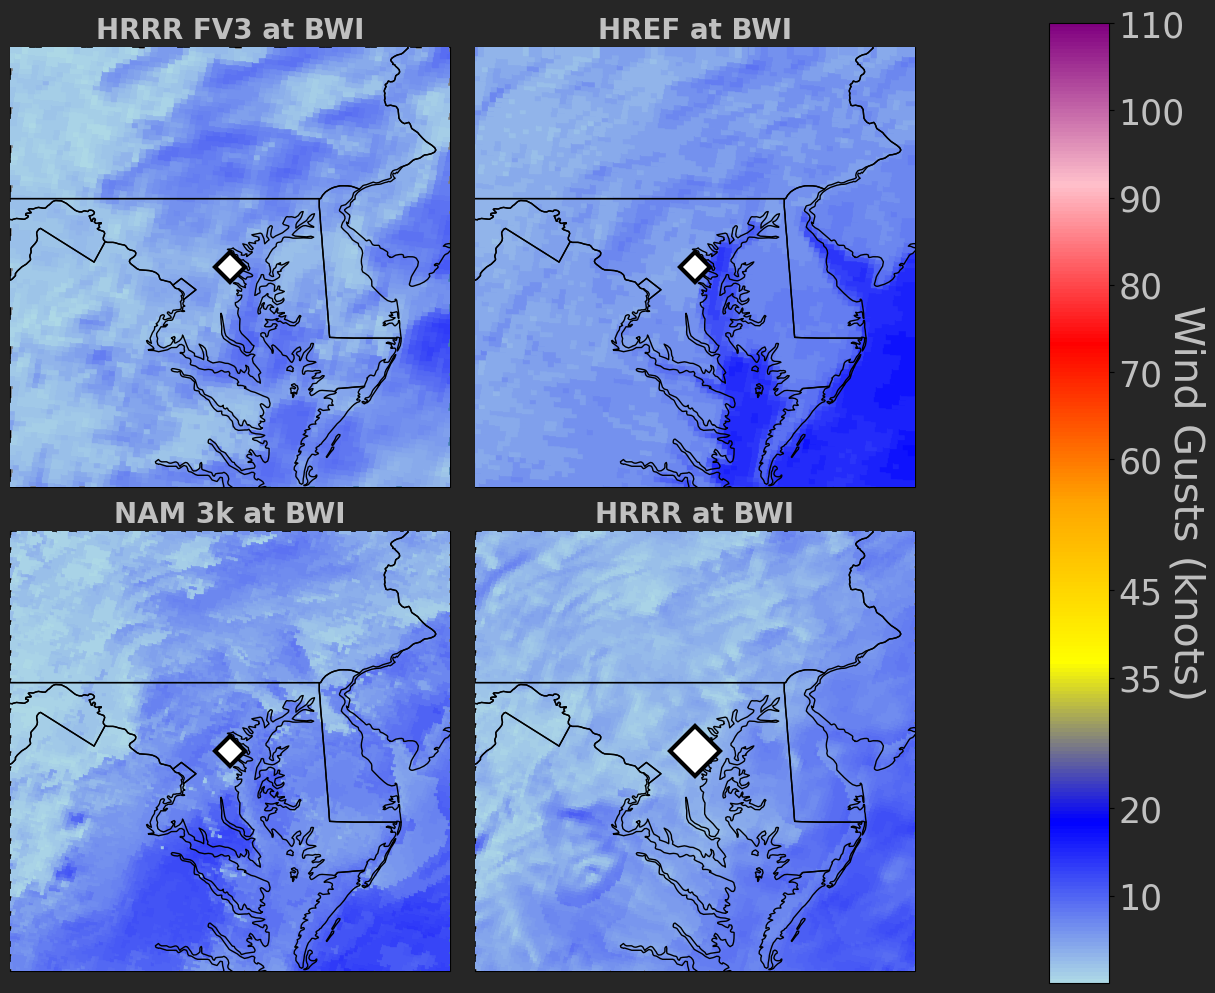 HRRR FV3 at BWI
HREF at BWI
NAM 3k at BWI
HRRR at BWI
110
100
90
80
70
60
45
35
20
10
Wind Gusts (knots)